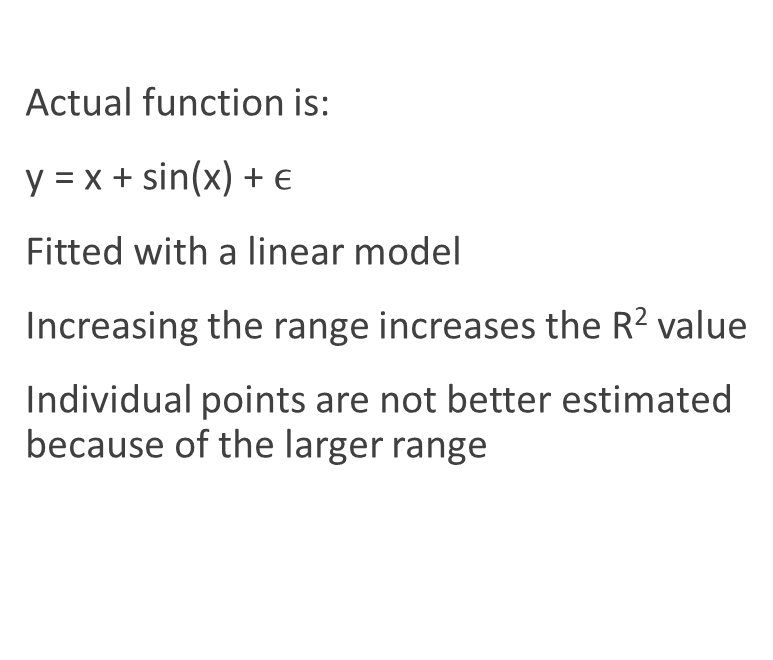 Actual function is:
y = x + sin(x) + ϵ
Fitted with a linear model
Increasing the range increases the R² value
Individual points are not better estimated
because of the larger range